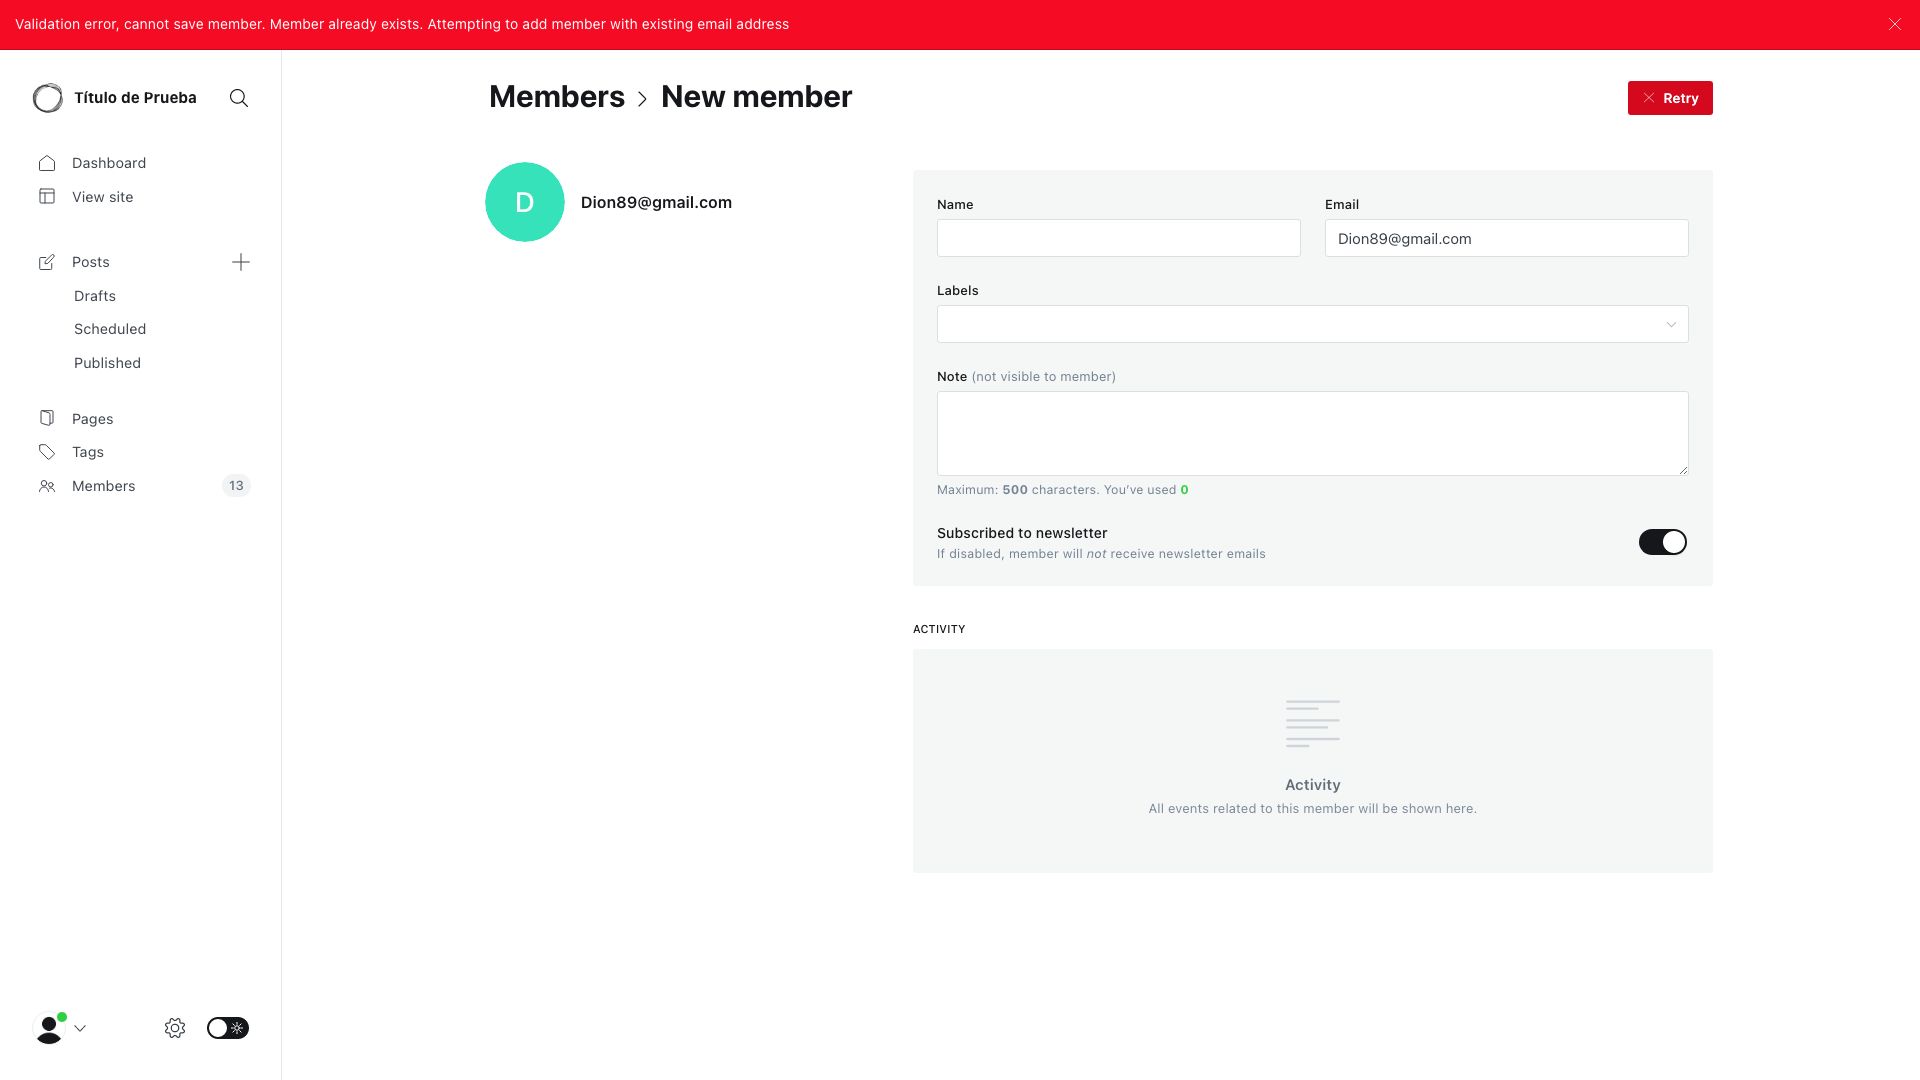 Validation error, cannot save member. Member already exists. Attempting to add member with existing email address
Título de Prueba
Dashboard
View site
Posts
Drafts
Scheduled
Published
Pages
Tags
Members 13
Members New member
Retry
D
Dion89@gmail.com
Name
Email
Dion89@gmail.com
Labels
Note (not visible to member)
Maximum: 500 characters. You’ve used 0
Subscribed to newsletter
If disabled, member will not receive newsletter emails
ACTIVITY
Activity
All events related to this member will be shown here.